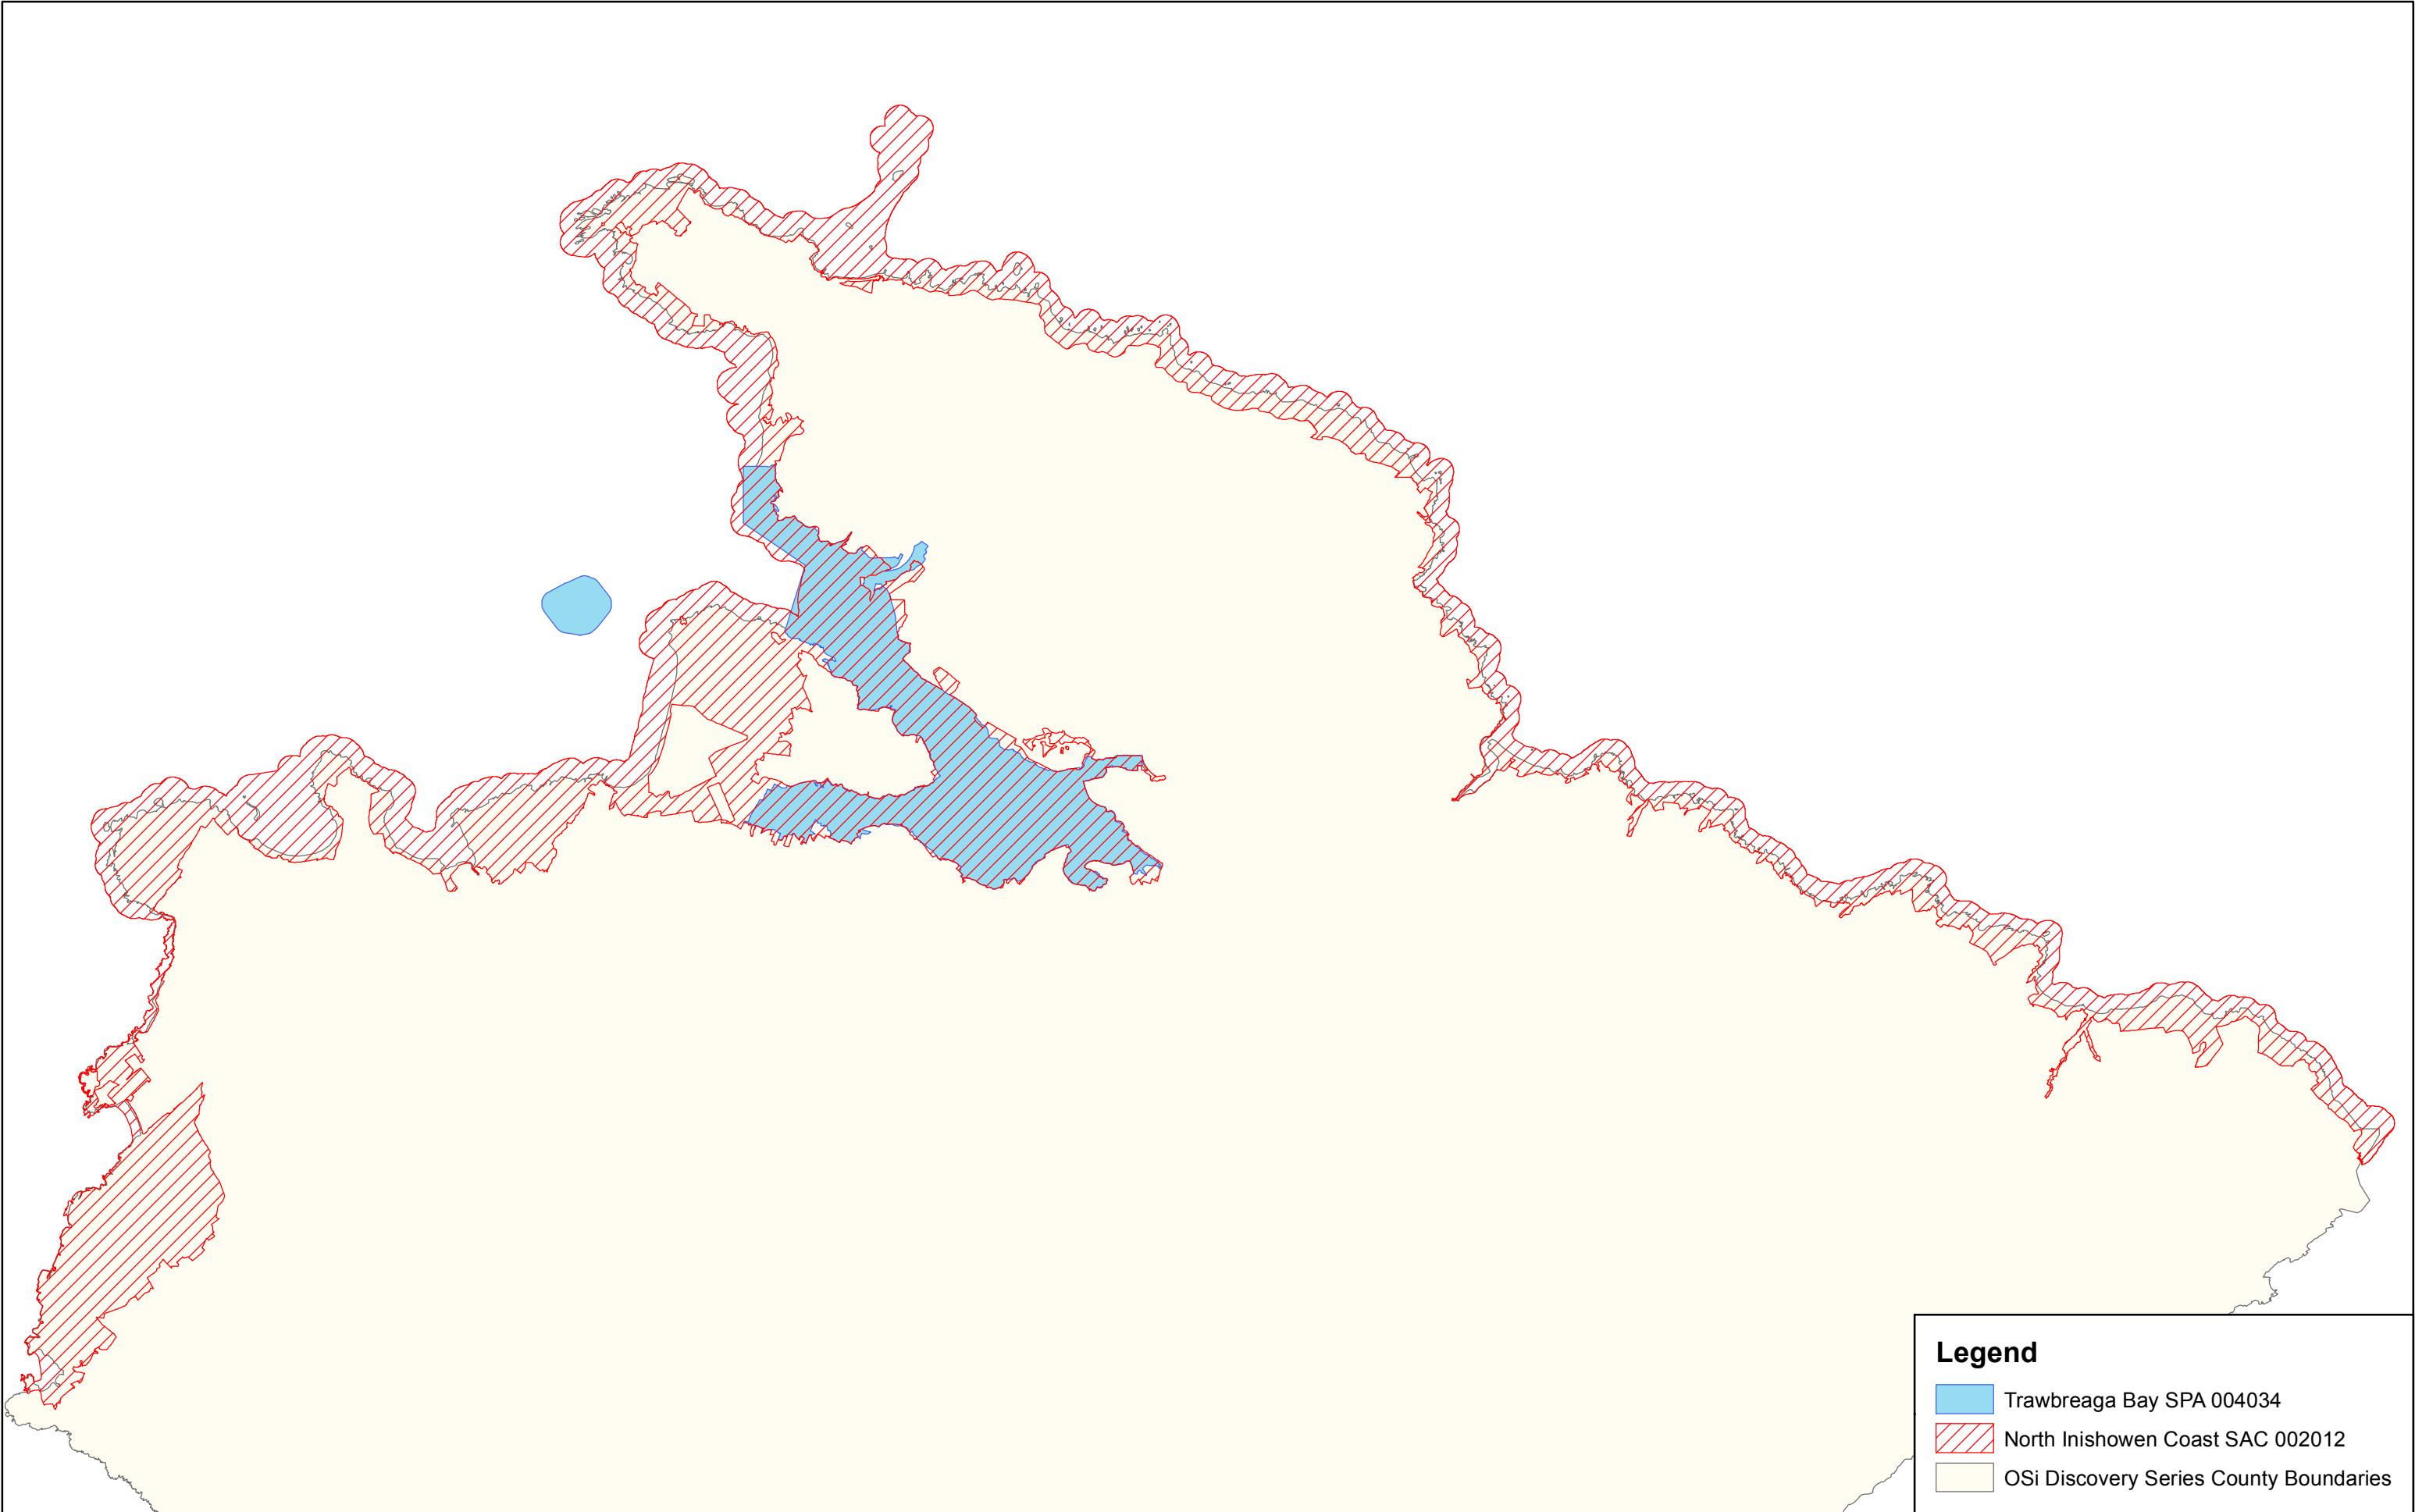 Legend
Trawbreaga Bay SPA 004034
North Inishowen Coast SAC 002012
OSi Discovery Series County Boundaries